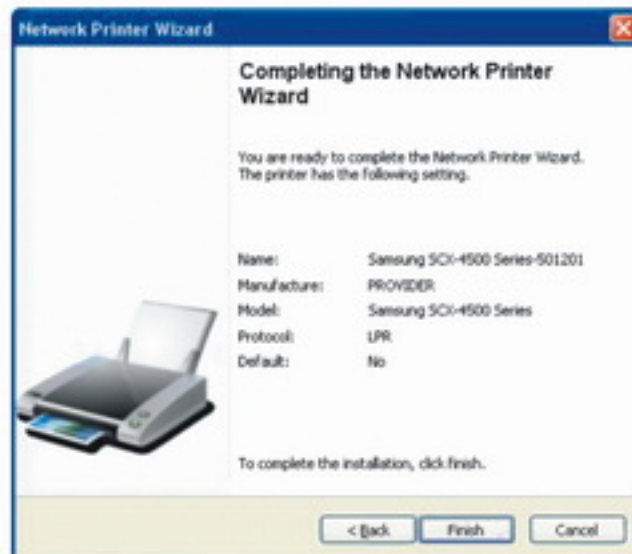 Network Printer Wizard
Completing the Network Printer
Wizard
You are ready to complete the Network Printer Wizard.
The printer has the following setting.
Name: Samsung SCX-4500 Series-501201
Manufacture: PROVIDER
Model: Samsung SCX-4500 Series
Protocol: LPR
Default: No
To complete the installation, click finish.
< Back Finish Cancel